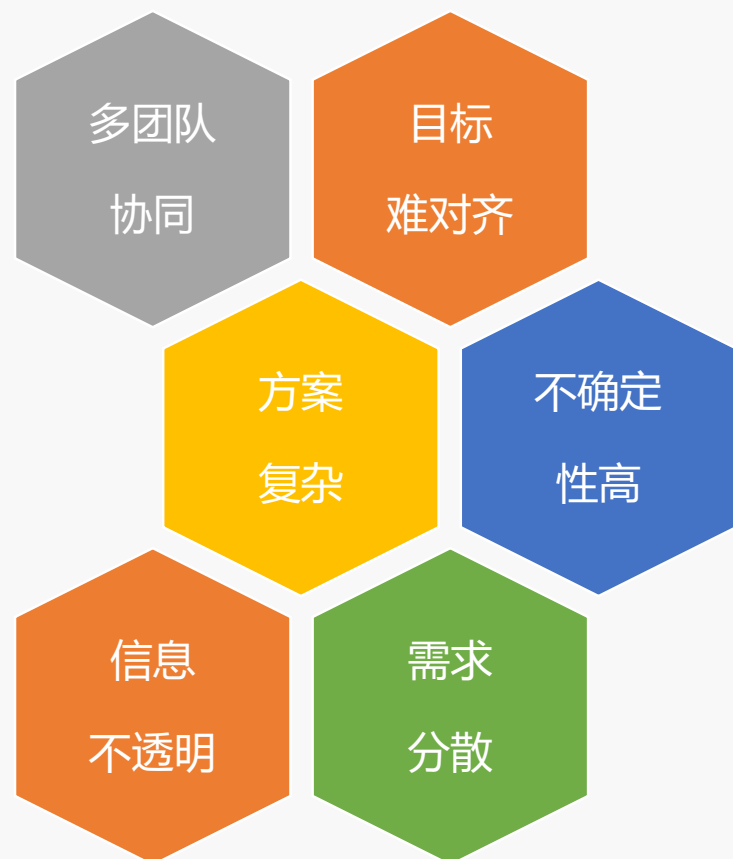 多团队
协同
目标
难对齐
方案
复杂
不确定
性高
信息
不透明
需求
分散